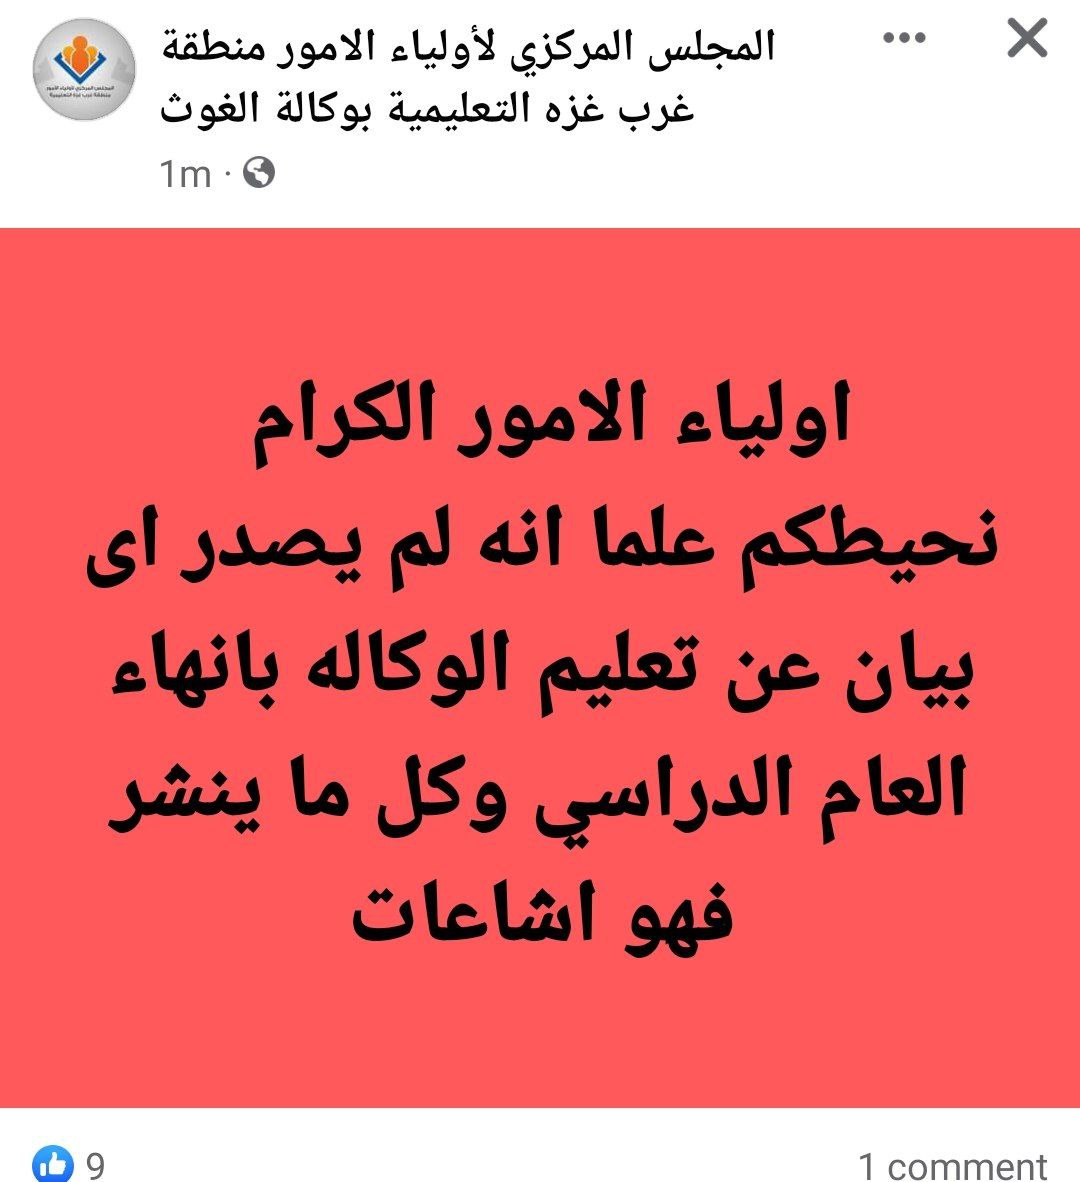 المجلس المركزي لأولياء الامور منطقة
غرب غزه التعليمية بوكالة الغوث
1m ·
اولياء الامور الكرام
نحيطكم علما انه لم يصدر اى
بيان عن تعليم الوكاله بانهاء
العام الدراسي وكل ما ينشر
فهو اشاعات
9
1 comment